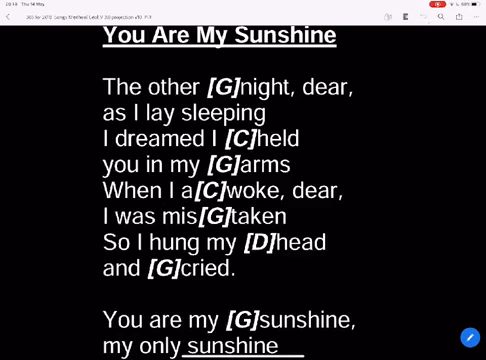 You Are My Sunshine
The other [G]night, dear,
as I lay sleeping
I dreamed I [C]held
you in my [G]arms
When I a[C]woke, dear,
I was mis[G]taken
So I hung my [D]head
and [G]cried.
You are my [G]sunshine,
my only sunshine